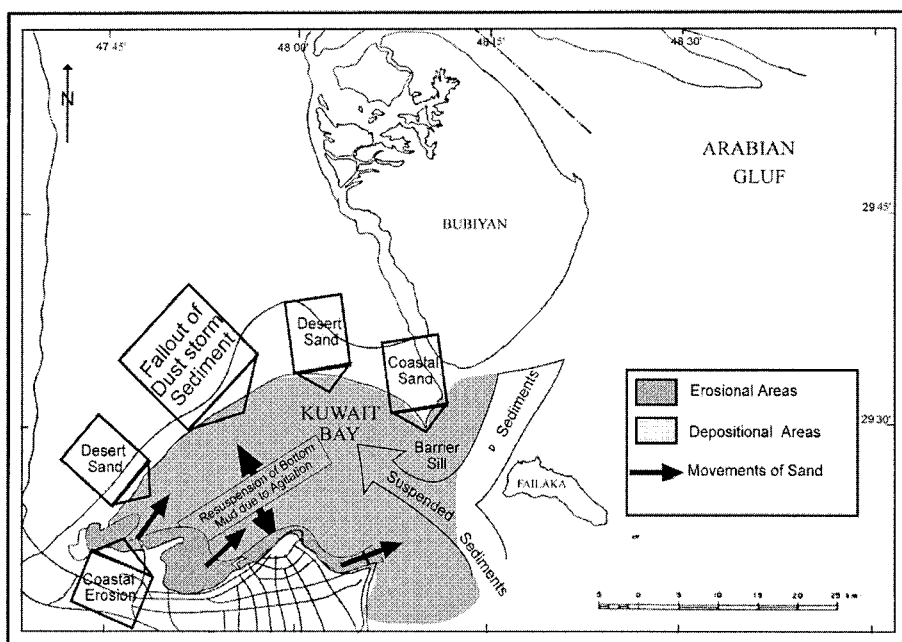 47 45'
48 00
48 15'
48 30'
N
ARABIAN
GLUF
29 45'
BUBIYAN
Fallout of
Dust storm
Sediment
Desert
Sand
Coastal
Sand
KUWAIT
BAY
29 30'
Desert
Sand
Barrier
Sill
Sediments
D
Resuspension of Bottom
Mud due to Agitation
Suspended
Sediments
FAILAKA
Coastal
Erosion
Erosional Areas
Depositional Areas
Movements of Sand
5 0 5 10 15 20 25 km